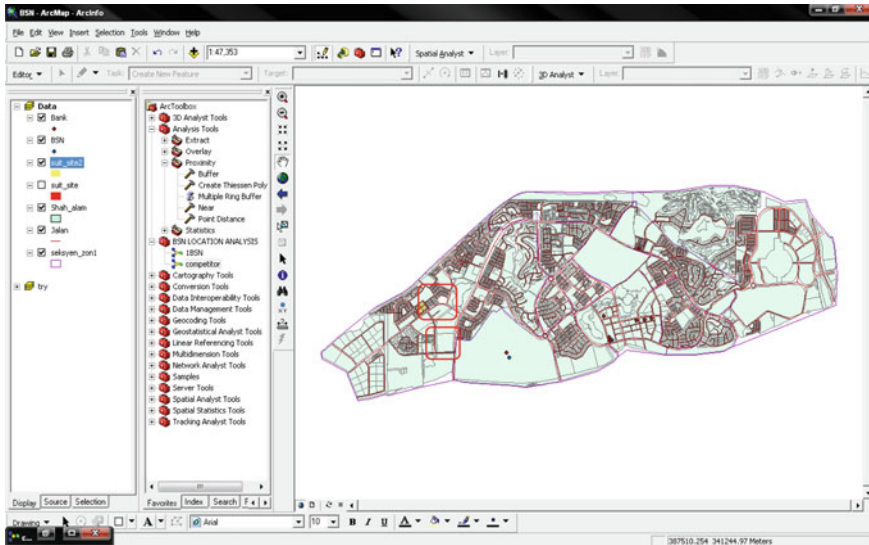 BSN - ArcMap - ArcInfo
File Edit View Insert Selection Tools Window Help
1:47,353
Spatial Analyst
Layer:
Editor
Task:
Create New Feature
Target:
3D Analyst
Layer:
Data
Bank
BSN
suit_site2
suit_site
Shah_alam
Jalan
seksyen_zon1
try
Display Source Selection
ArcToolbox
3D Analyst Tools
Analysis Tools
Extract
Overlay
Proximity
Buffer
Create Thiessen Poly
Multiple Ring Buffer
Near
Point Distance
Statistics
BSN LOCATION ANALYSIS
1BSN
competitor
Cartography Tools
Conversion Tools
Data Interoperability Tools
Data Management Tools
Geocoding Tools
Geostatistical Analyst Tools
Linear Referencing Tools
Multidimension Tools
Network Analyst Tools
Samples
Server Tools
Spatial Analyst Tools
Spatial Statistics Tools
Tracking Analyst Tools
Favorites Index Search F
Drawing
A
Arial
10
B I U A
387510.254 341244.97 Meters